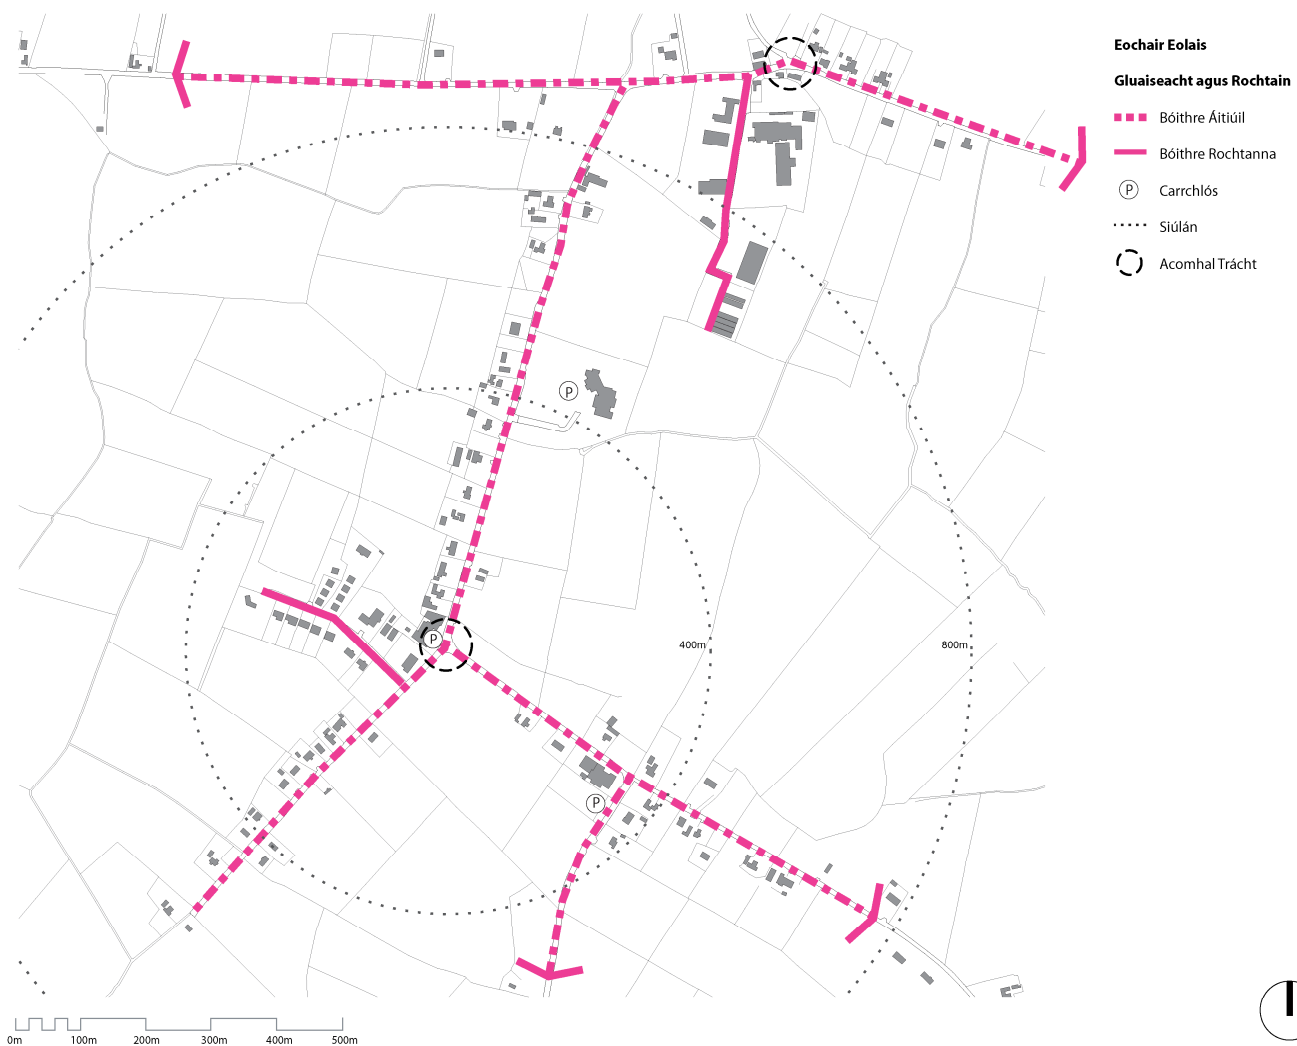 Eochair Eolais
Gluaiseacht agus Rochtain
Bóithre Áitiúil
Bóithre Rochtanna
P Carrchlós
Siúlán
Acomhal Trácht
P
P
400m
800m
P
0m 100m 200m 300m 400m 500m